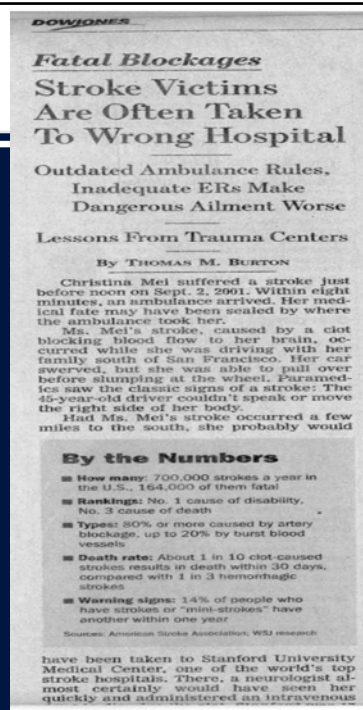 DOWJONES
Fatal Blockages
Stroke Victims
Are Often Taken
To Wrong Hospital
Outdated Ambulance Rules,
Inadequate ERs Make
Dangerous Ailment Worse
Lessons From Trauma Centers
By THOMAS M. BURTON
Christina Mei suffered a stroke just
before noon on Sept. 2, 2001. Within eight
minutes, an ambulance arrived. Her med-
ical fate may have been sealed by where
the ambulance took her.
Ms. Mei's stroke, caused by a clot
blocking blood flow to her brain, oc-
curred while she was driving with her
family south of San Francisco. Her car
swerved, but she was able to pull over
before slumping at the wheel. Paramed-
ics saw the classic signs of a stroke: The
45-year-old driver couldn't speak or move
the right side of her body.
Had Ms. Mei's stroke occurred a few
miles to the south, she probably would
By the Numbers
How many: 700,000 strokes a year in
the U.S., 164,000 of them fatal
Rankings: No. 1 cause of disability,
No. 3 cause of death
Types: 80% or more caused by artery
blockage, up to 20% by burst blood
vessels
Death rate: About 1 in 10 clot-caused
strokes results in death within 30 days,
compared with 1 in 3 hemorrhagic
strokes
Warning signs: 14% of people who
have strokes or "mini-strokes" have
another within one year
Sources: American Stroke Association; WSJ research
have been taken to Stanford University
Medical Center, one of the world's top
stroke hospitals. There, a neurologist al-
most certainly would have seen her
quickly and administered an intravenous